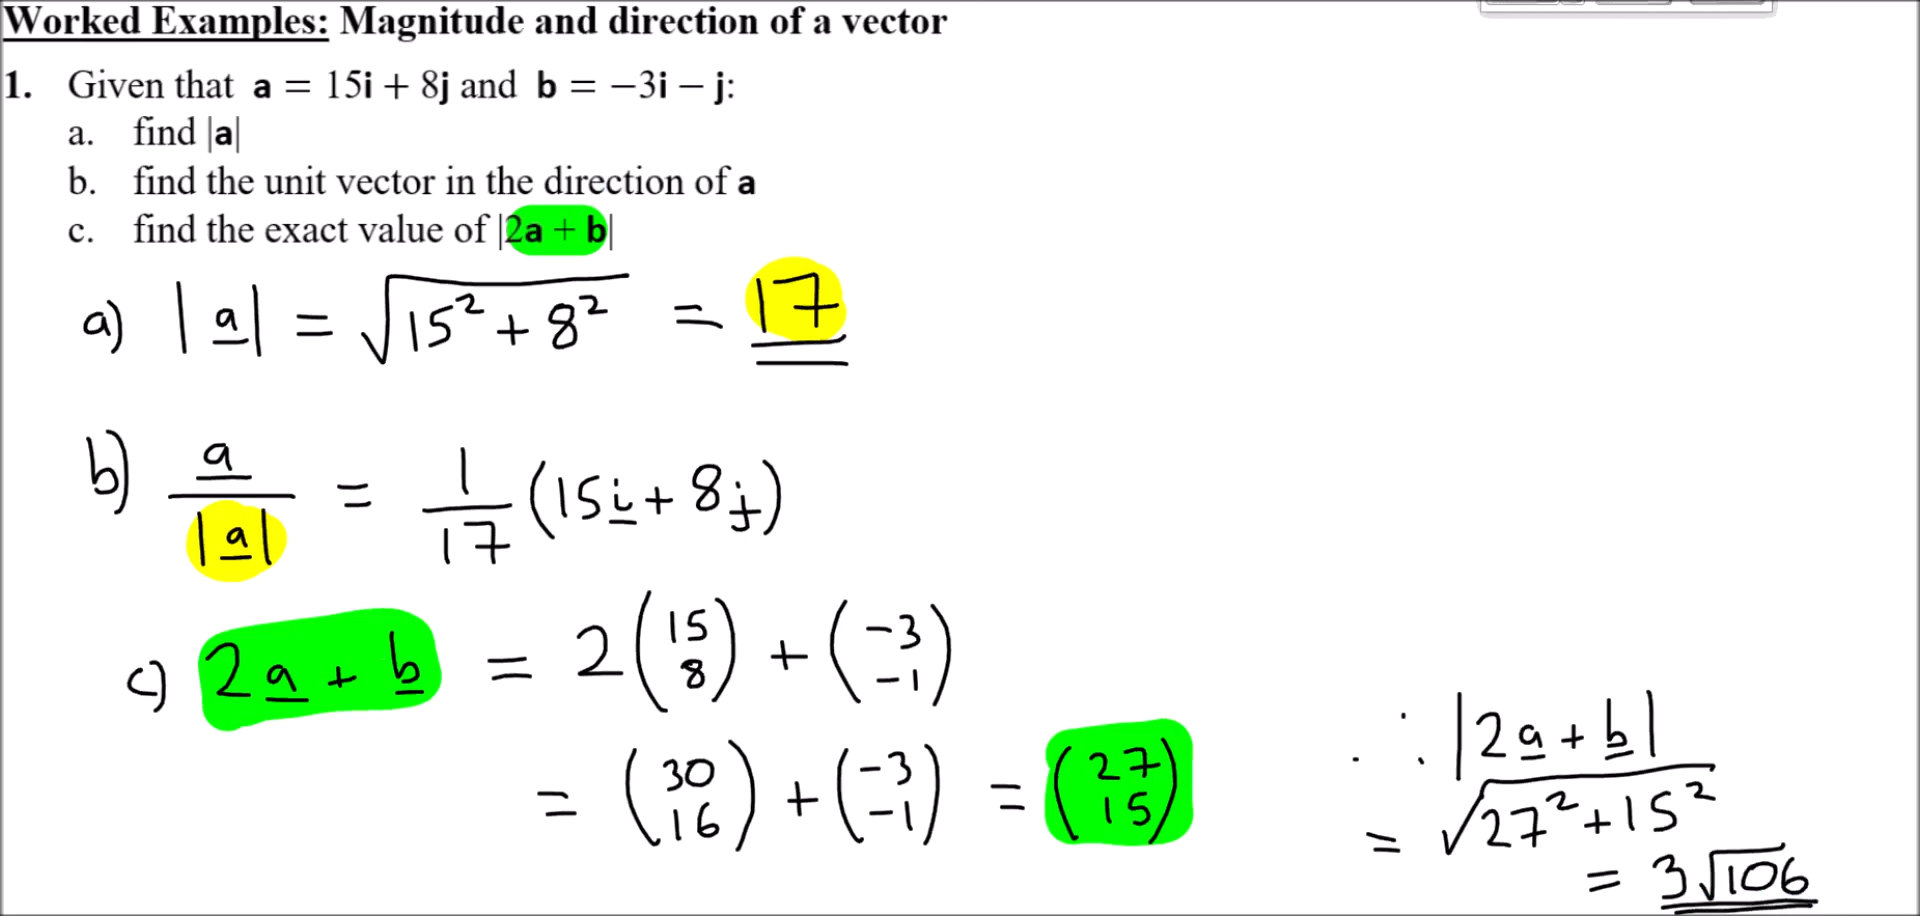 Worked Examples: Magnitude and direction of a vector
1. Given that a = 15i + 8j and b = −3i − j:
a. find |a|
b. find the unit vector in the direction of a
c. find the exact value of |2a + b|
a) |a| = √(15² + 8²) = 17
b) a/|a| = 1/17 (15i + 8j)
c) 2a + b = 2(15 8) + (−3 −1)
= (30 16) + (−3 −1) = (27 15)
∴ |2a + b|
= √(27² + 15²)
= 3√106